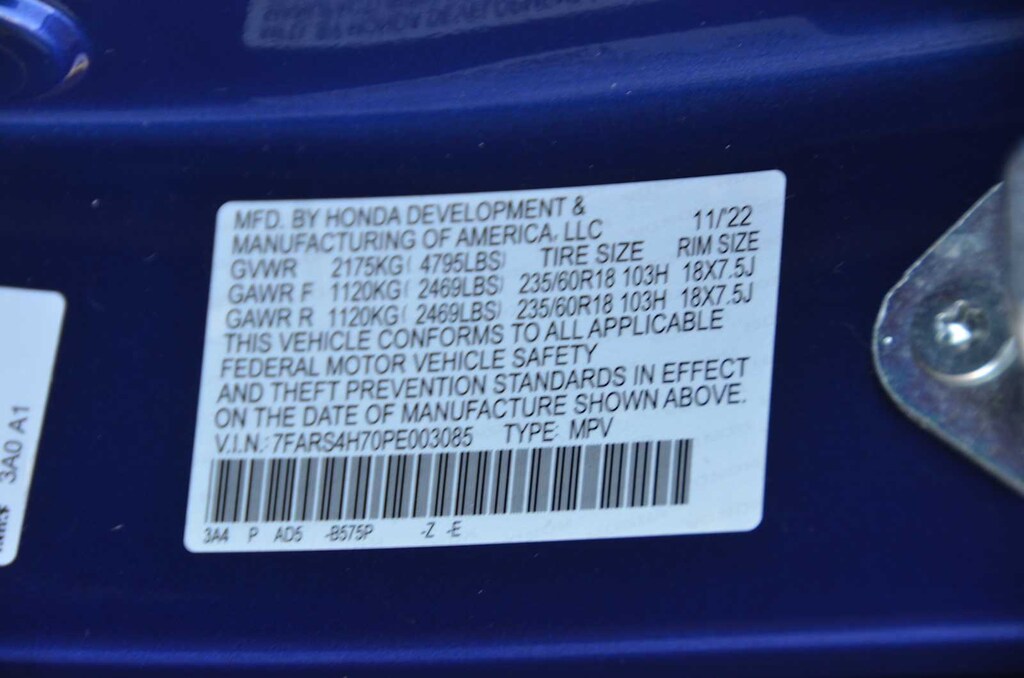 MFD. BY HONDA DEVELOPMENT &
MANUFACTURING OF AMERICA, LLC 11/'22
GVWR 2175KG( 4795LBS) TIRE SIZE RIM SIZE
GAWR F 1120KG( 2469LBS) 235/60R18 103H 18X7.5J
GAWR R 1120KG( 2469LBS) 235/60R18 103H 18X7.5J
THIS VEHICLE CONFORMS TO ALL APPLICABLE
FEDERAL MOTOR VEHICLE SAFETY
AND THEFT PREVENTION STANDARDS IN EFFECT
ON THE DATE OF MANUFACTURE SHOWN ABOVE.
V.I.N.: 7FARS4H70PE003085 TYPE: MPV
3A4 P AD5 -B575P -Z -E
3A0 A1